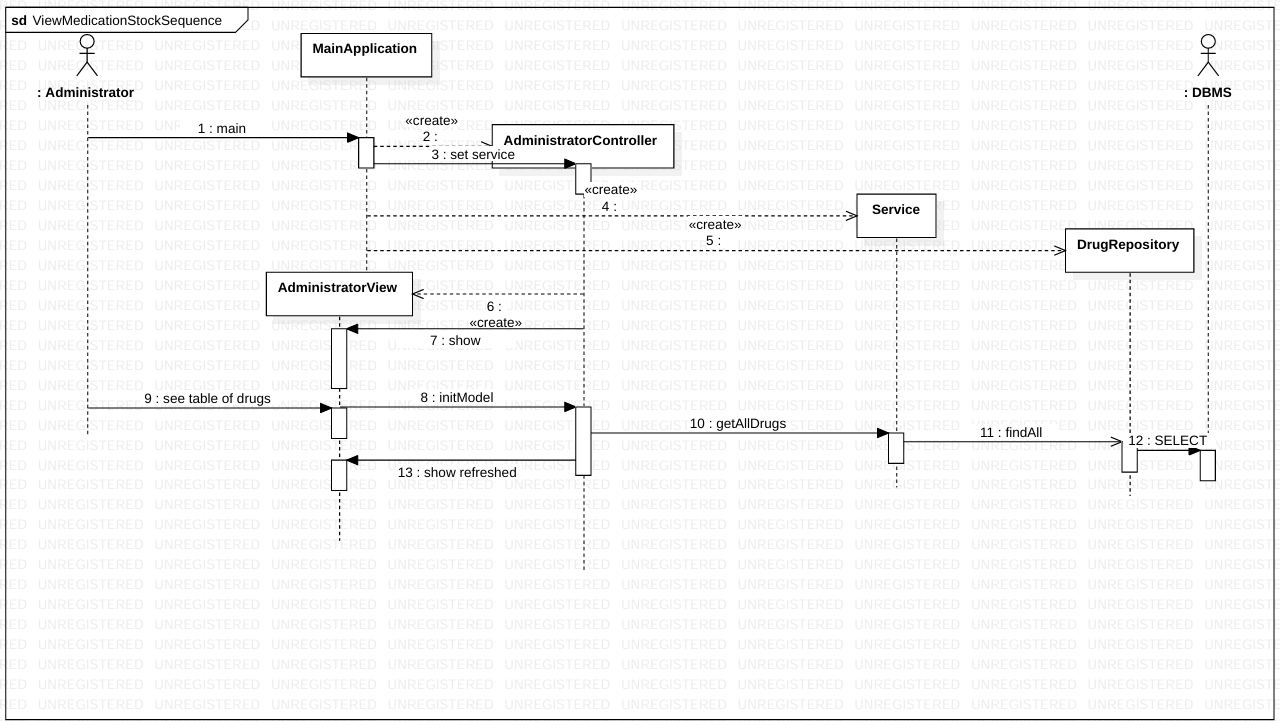 sd ViewMedicationStockSequence
MainApplication
: Administrator
: DBMS
«create»
1 : main
2 :
AdministratorController
3 : set service
«create»
4 :
Service
«create»
5 :
DrugRepository
AdministratorView
6 :
«create»
7 : show
9 : see table of drugs
8 : initModel
10 : getAllDrugs
11 : findAll
12 : SELECT
13 : show refreshed
UNREGISTERED